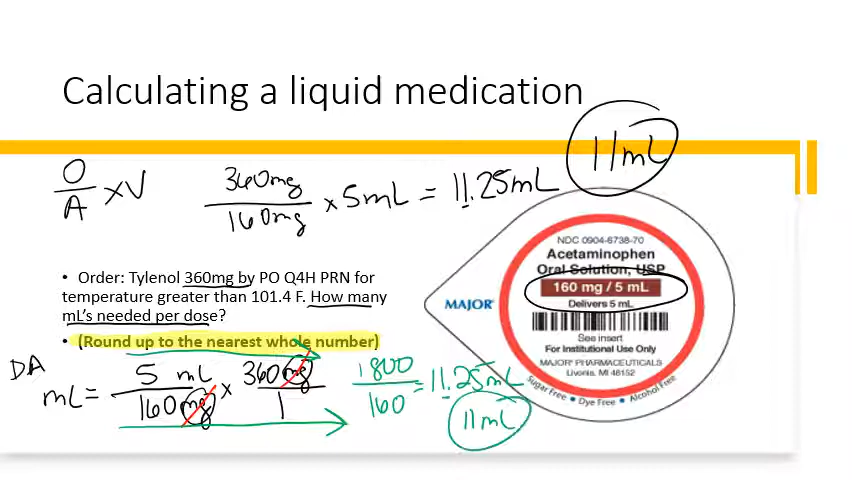 Calculating a liquid medication
11mL
O/A x V
360mg/160mg x 5mL = 11.25mL
• Order: Tylenol 360mg by PO Q4H PRN for
temperature greater than 101.4 F. How many
mL's needed per dose?
• (Round up to the nearest whole number)
DA
mL = 5 mL/160mg x 360mg/1
1800/160 = 11.25mL
11mL
NDC 0904-6738-70
Acetaminophen
Oral Solution, USP
160 mg / 5 mL
MAJOR®
Delivers 5 mL
See insert
For Institutional Use Only
MAJOR® PHARMACEUTICALS
Livonia, MI 48152
Sugar Free • Dye Free • Alcohol Free